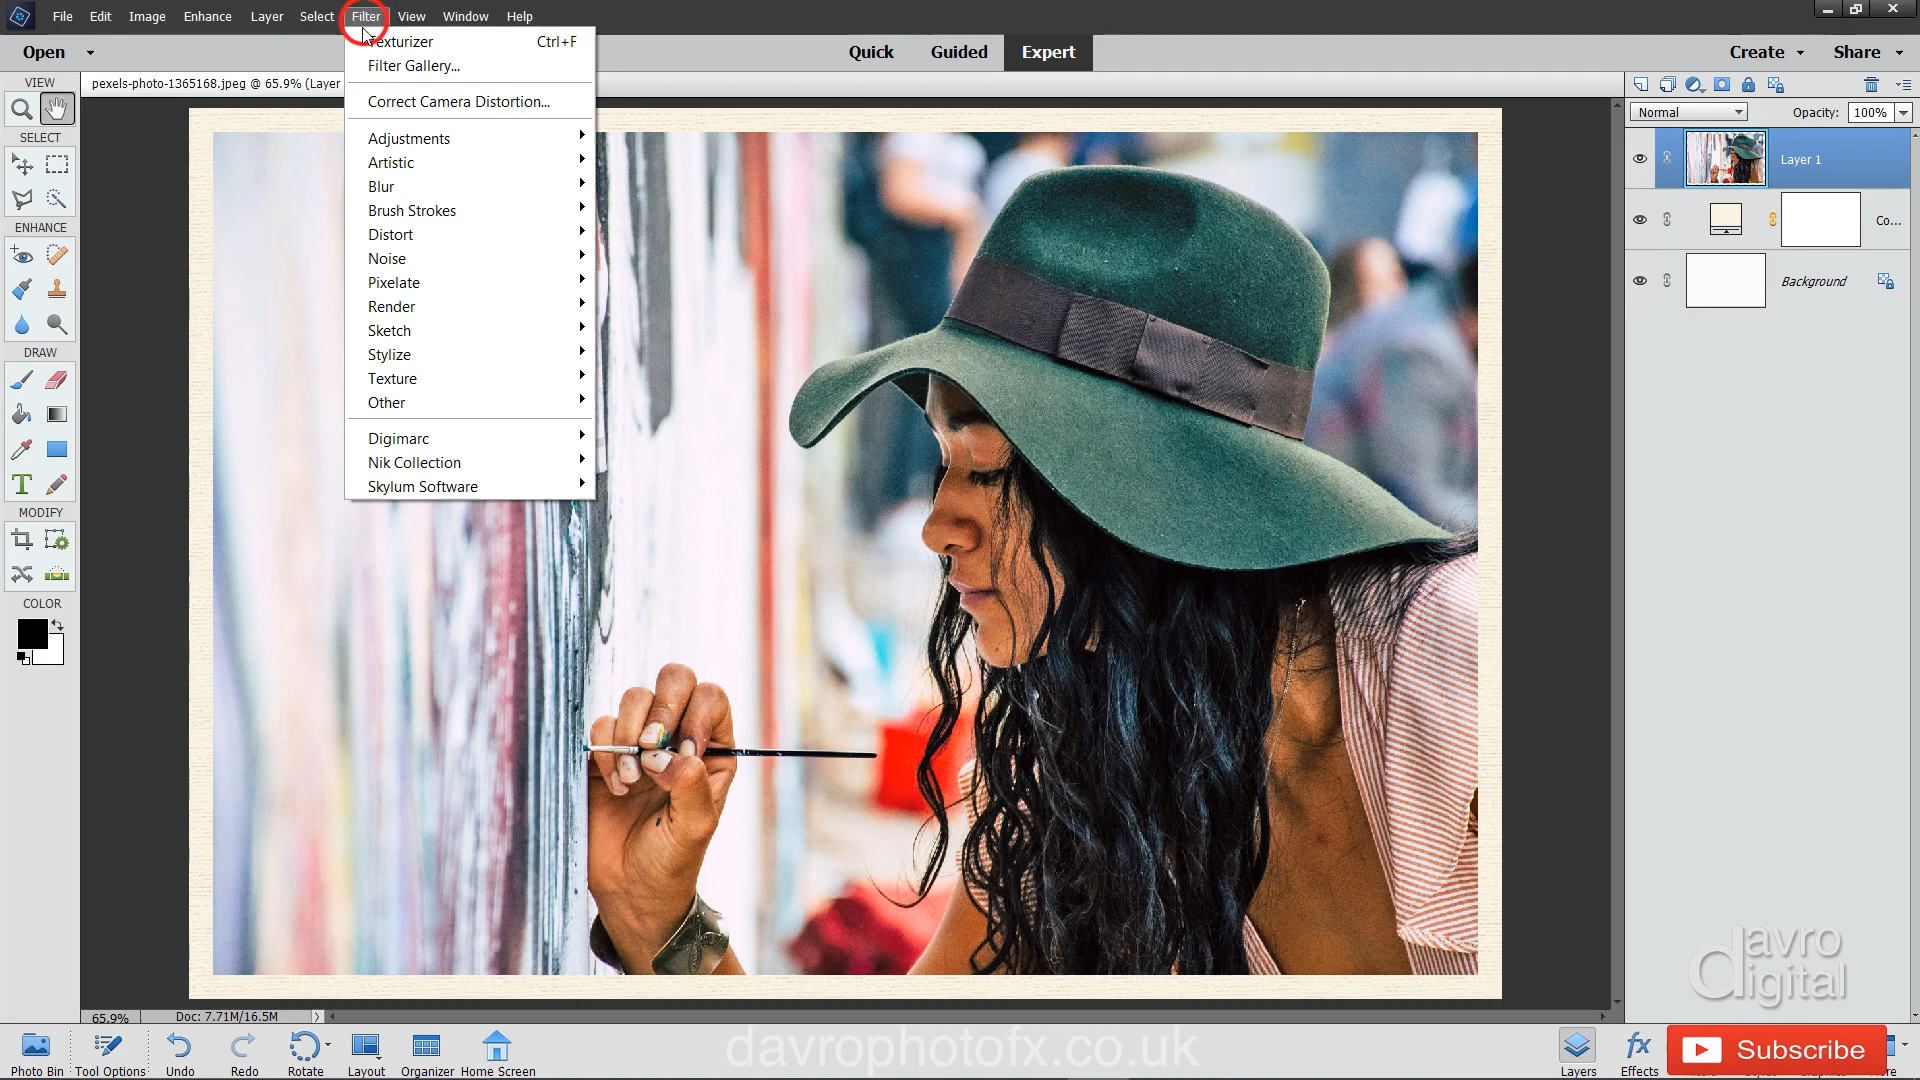 File Edit Image Enhance Layer Select Filter View Window Help
Open Quick Guided Expert Create Share
pexels-photo-1365168.jpeg @ 65.9% (Layer
Texturizer Ctrl+F
Filter Gallery...
Correct Camera Distortion...
Adjustments
Artistic
Blur
Brush Strokes
Distort
Noise
Pixelate
Render
Sketch
Stylize
Texture
Other
Digimarc
Nik Collection
Skylum Software
VIEW
SELECT
ENHANCE
DRAW
MODIFY
COLOR
Normal Opacity: 100%
Layer 1
Co...
Background
davro
digital
65.9% Doc: 7.71M/16.5M
Photo Bin Tool Options Undo Redo Rotate Layout Organizer Home Screen
davrophotofx.co.uk
Layers Effects
Subscribe